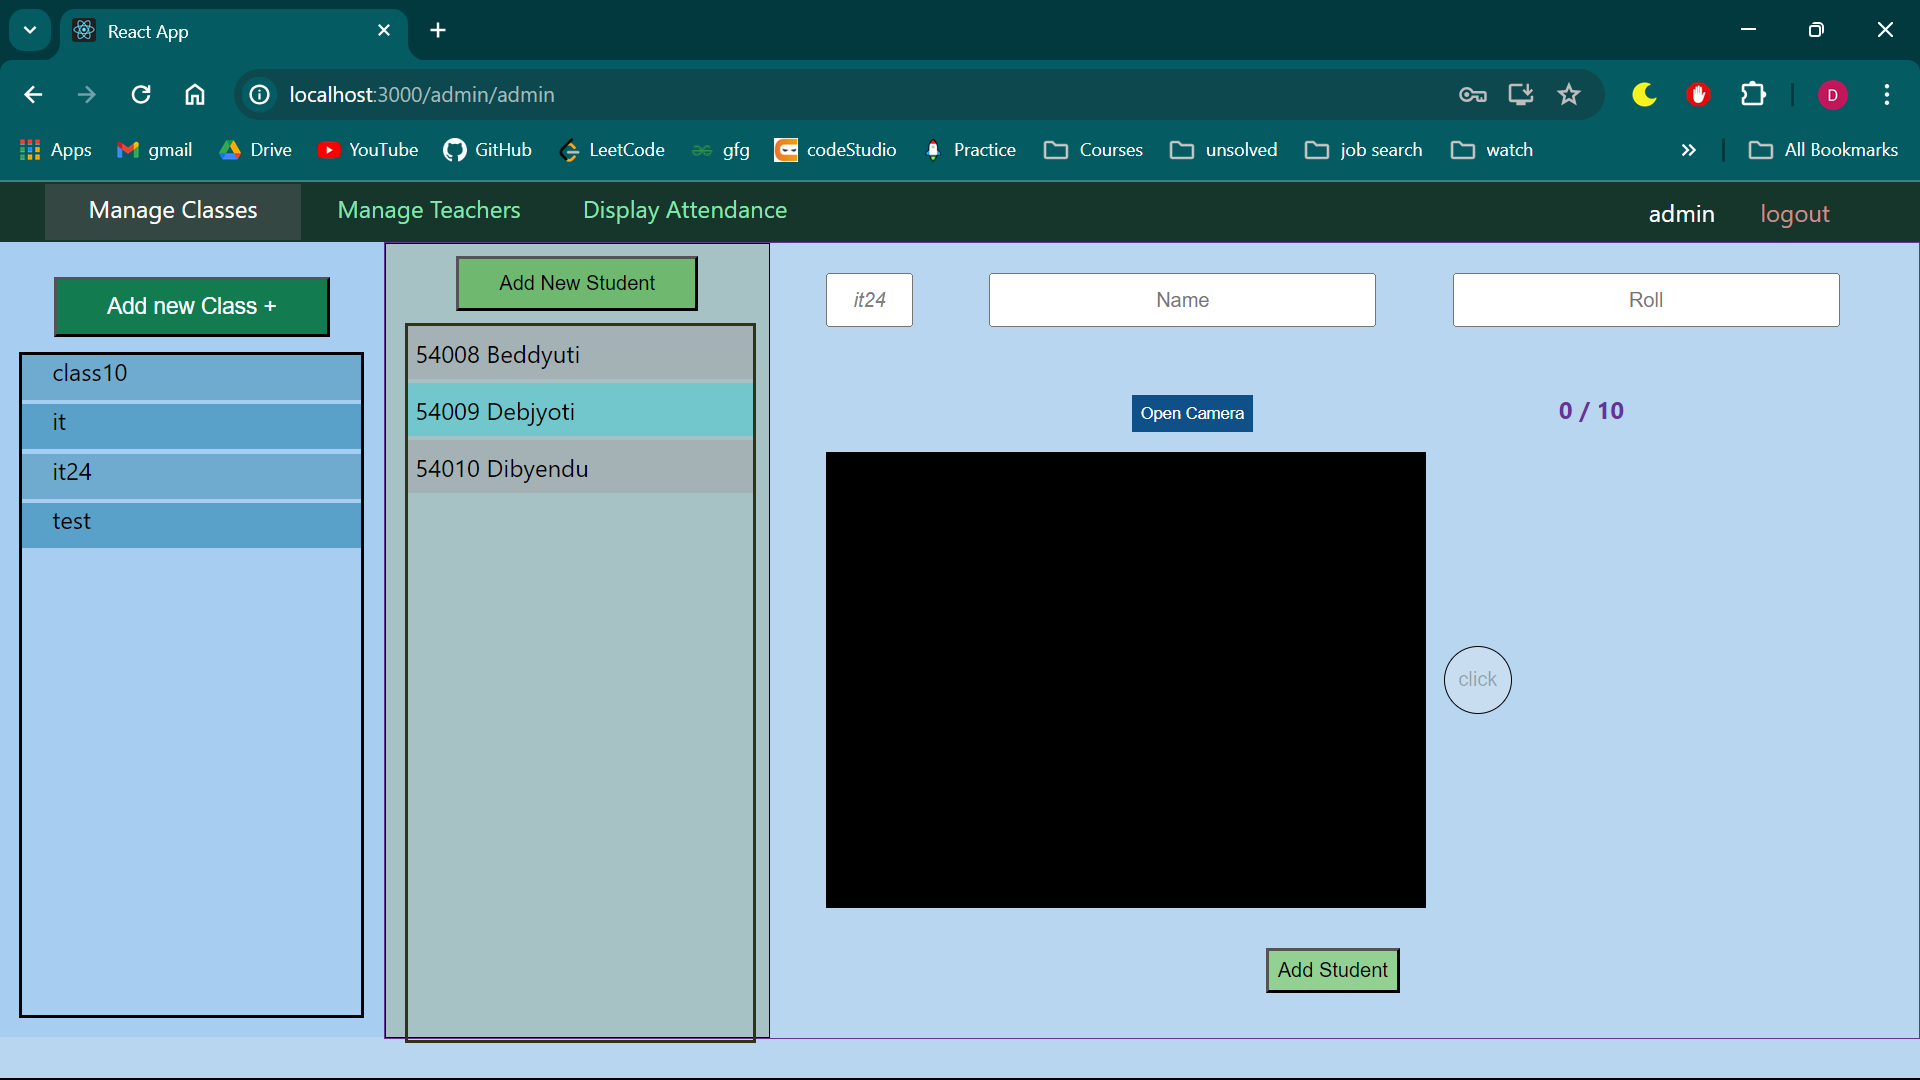 React App
localhost:3000/admin/admin
D
Apps gmail Drive YouTube GitHub LeetCode gfg codeStudio Practice Courses unsolved job search watch » All Bookmarks
Manage Classes Manage Teachers Display Attendance admin logout
Add new Class +
class10
it
it24
test
Add New Student
54008 Beddyuti
54009 Debjyoti
54010 Dibyendu
it24 Name Roll
Open Camera 0 / 10
click
Add Student